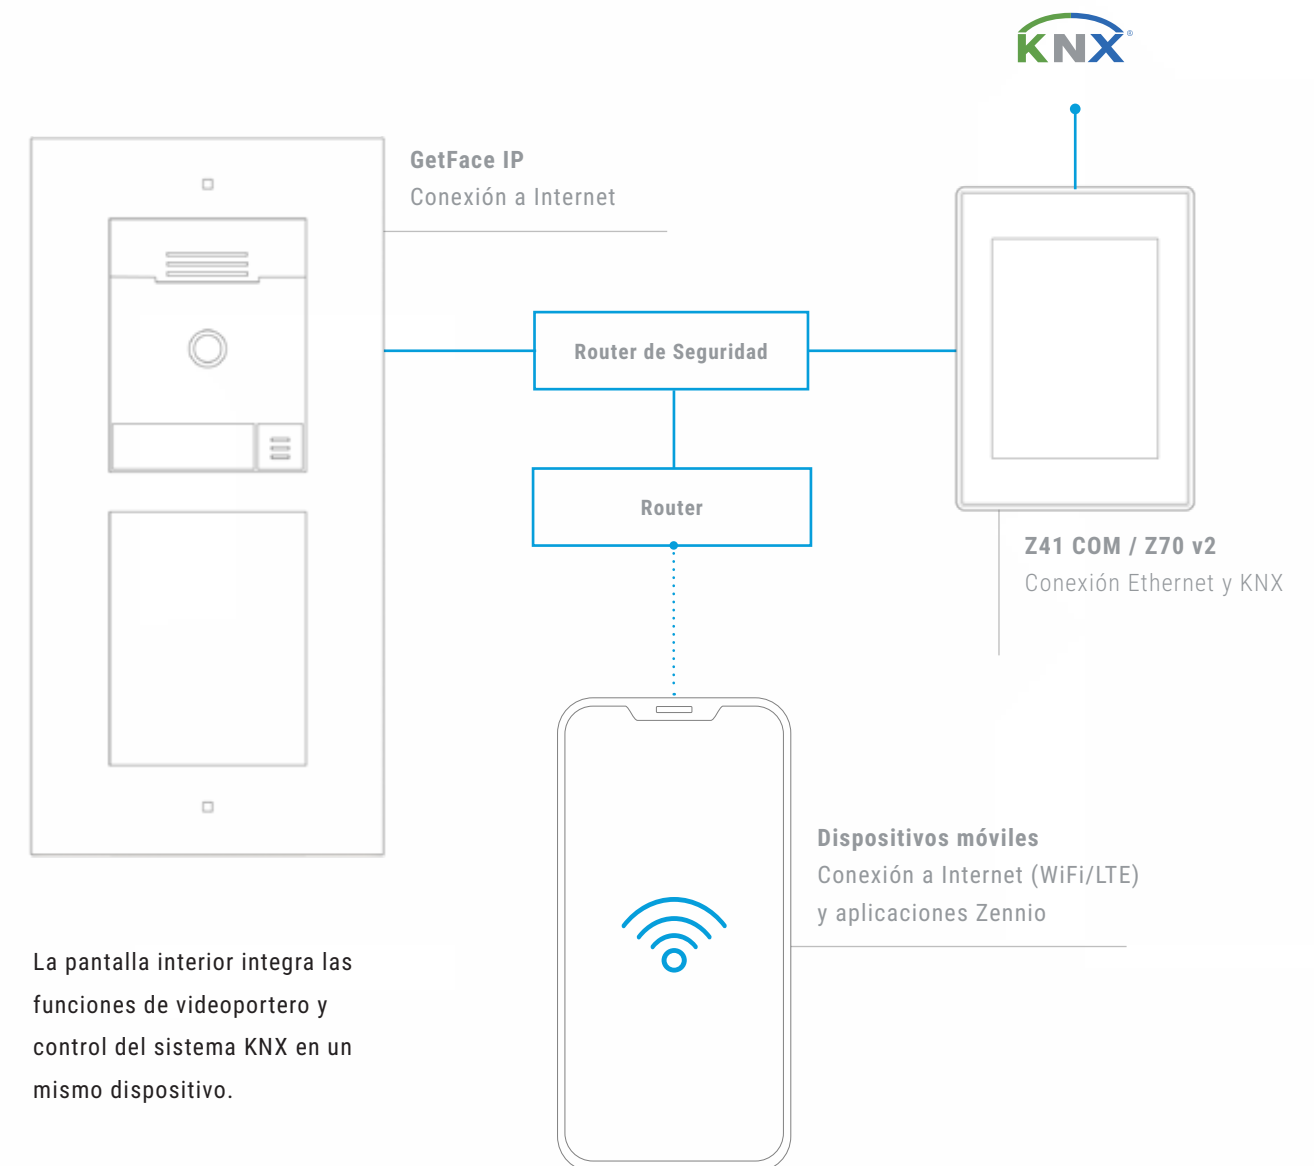 KNX®
GetFace IP
Conexión a Internet
Router de Seguridad
Router
Z41 COM / Z70 v2
Conexión Ethernet y KNX
Dispositivos móviles
Conexión a Internet (WiFi/LTE)
y aplicaciones Zennio
La pantalla interior integra las
funciones de videoportero y
control del sistema KNX en un
mismo dispositivo.